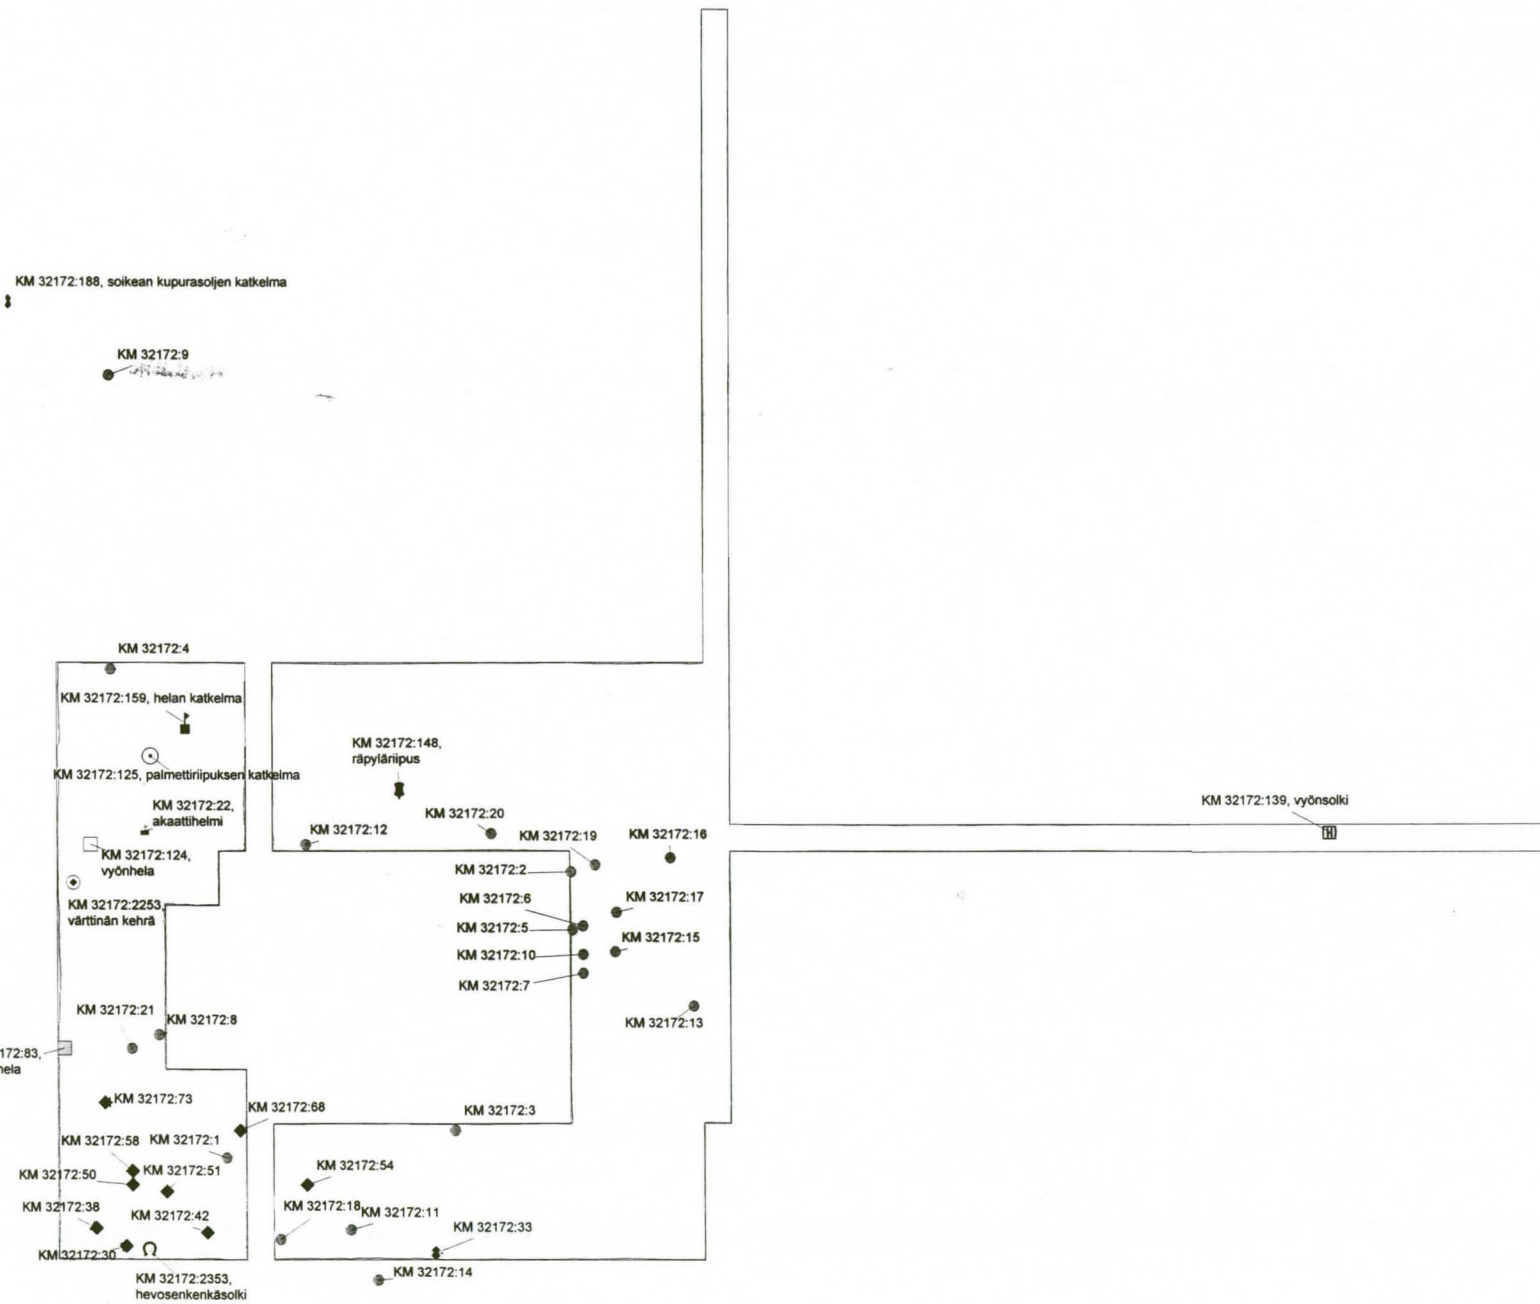 KM 32172:188, soikean kupurasoljen katkelma
KM 32172:9
KM 32172:4
KM 32172:159, helan katkelma
KM 32172:148,
räpyläriipus
KM 32172:125, palmettiriipuksen katkelma
KM 32172:22,
akaattihelmi
KM 32172:139, vyönsolki
KM 32172:12
KM 32172:20
KM 32172:19
KM 32172:16
KM 32172:124,
vyönhela
KM 32172:2
KM 32172:6
KM 32172:17
KM 32172:2253,
värttinän kehrä
KM 32172:5
KM 32172:15
KM 32172:10
KM 32172:7
KM 32172:21
KM 32172:8
KM 32172:13
172:83,
hela
KM 32172:73
KM 32172:68
KM 32172:3
KM 32172:58
KM 32172:1
KM 32172:50
KM 32172:51
KM 32172:54
KM 32172:38
KM 32172:42
KM 32172:18
KM 32172:11
KM 32172:33
KM 32172:30
KM 32172:14
KM 32172:2353,
hevosenkenkäsolki